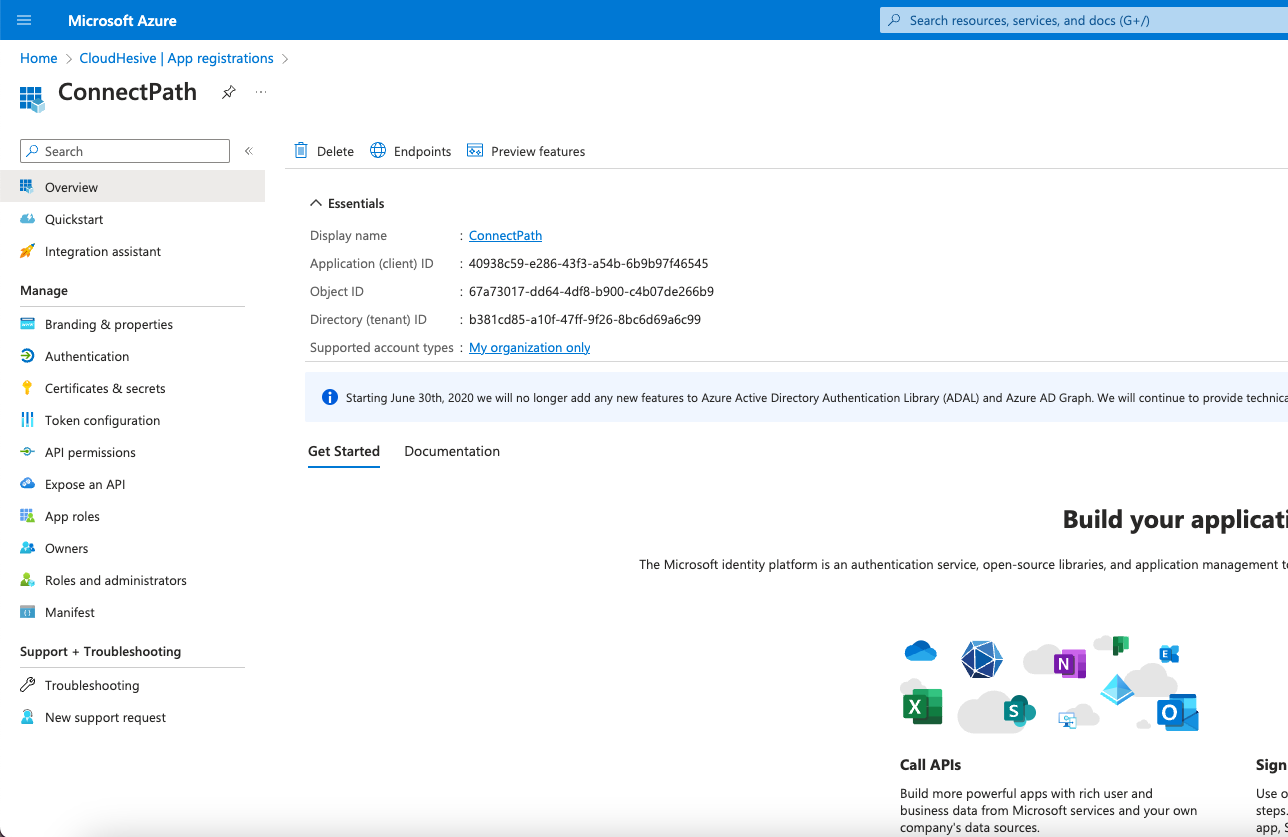 Microsoft Azure
Search resources, services, and docs (G+/)
Home > CloudHesive | App registrations >
ConnectPath
...
Search
«
Overview
Quickstart
Integration assistant
Manage
Branding & properties
Authentication
Certificates & secrets
Token configuration
API permissions
Expose an API
App roles
Owners
Roles and administrators
Manifest
Support + Troubleshooting
Troubleshooting
New support request
Delete Endpoints Preview features
Essentials
Display name : ConnectPath
Application (client) ID : 40938c59-e286-43f3-a54b-6b9b97f46545
Object ID : 67a73017-dd64-4df8-b900-c4b07de266b9
Directory (tenant) ID : b381cd85-a10f-47ff-9f26-8bc6d69a6c99
Supported account types : My organization only
Starting June 30th, 2020 we will no longer add any new features to Azure Active Directory Authentication Library (ADAL) and Azure AD Graph. We will continue to provide technica
Get Started Documentation
Build your applicati
The Microsoft identity platform is an authentication service, open-source libraries, and application management to
N
E
X
S
O
Call APIs
Build more powerful apps with rich user and
business data from Microsoft services and your own
company's data sources.
Sign
Use o
steps.
app, S